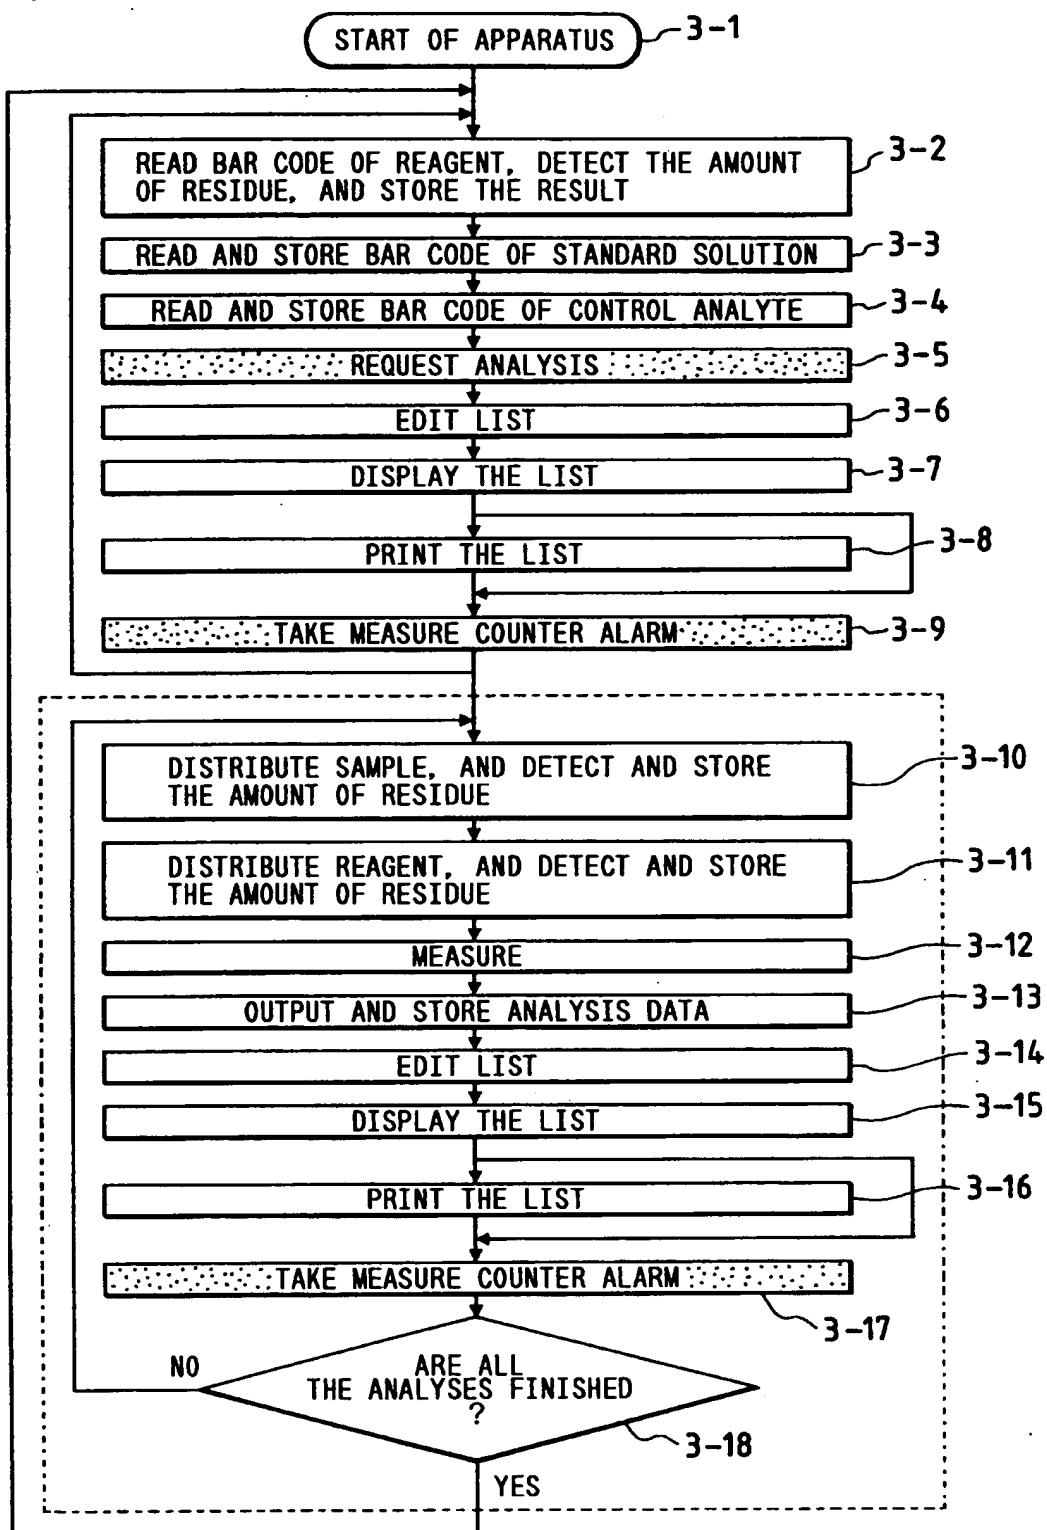 START OF APPARATUS
3-1
READ BAR CODE OF REAGENT, DETECT THE AMOUNT
OF RESIDUE, AND STORE THE RESULT
3-2
READ AND STORE BAR CODE OF STANDARD SOLUTION
3-3
READ AND STORE BAR CODE OF CONTROL ANALYTE
3-4
REQUEST ANALYSIS
3-5
EDIT LIST
3-6
DISPLAY THE LIST
3-7
PRINT THE LIST
3-8
TAKE MEASURE COUNTER ALARM
3-9
DISTRIBUTE SAMPLE, AND DETECT AND STORE
THE AMOUNT OF RESIDUE
3-10
DISTRIBUTE REAGENT, AND DETECT AND STORE
THE AMOUNT OF RESIDUE
3-11
MEASURE
3-12
OUTPUT AND STORE ANALYSIS DATA
3-13
EDIT LIST
3-14
DISPLAY THE LIST
3-15
PRINT THE LIST
3-16
TAKE MEASURE COUNTER ALARM
3-17
NO
ARE ALL
THE ANALYSES FINISHED
?
3-18
YES